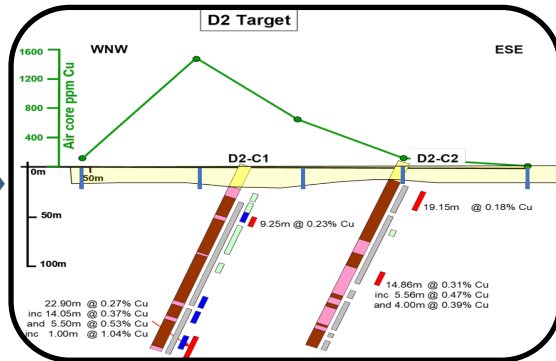 D2 Target
WNW
ESE
1600
1200
800
400
Air core ppm Cu
0m
50m
D2-C1
D2-C2
50m
9.25m @ 0.23% Cu
19.15m @ 0.18% Cu
100m
22.90m @ 0.27% Cu
inc 14.05m @ 0.37% Cu
and 5.50m @ 0.53% Cu
inc 1.00m @ 1.04% Cu
14.86m @ 0.31% Cu
inc 5.56m @ 0.47% Cu
and 4.00m @ 0.39% Cu